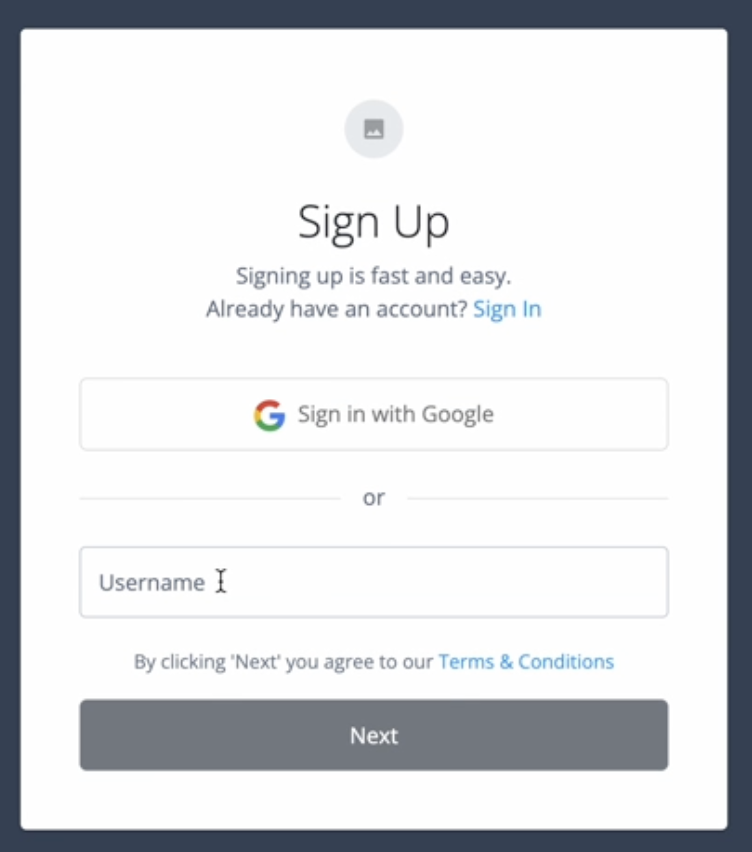 Sign Up
Signing up is fast and easy.
Already have an account? Sign In
Sign in with Google
or
Username
By clicking 'Next' you agree to our Terms & Conditions
Next